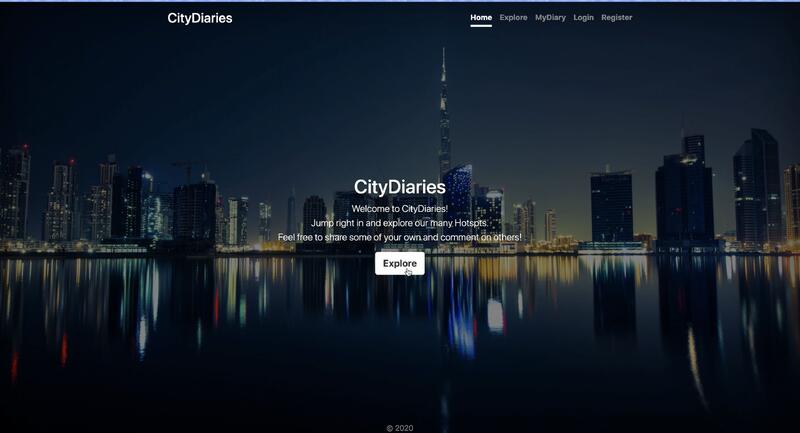 CityDiaries
Home Explore MyDiary Login Register
CityDiaries
Welcome to CityDiaries!
Jump right in and explore our many Hotspts.
Feel free to share some of your own and comment on others!
Explore
© 2020